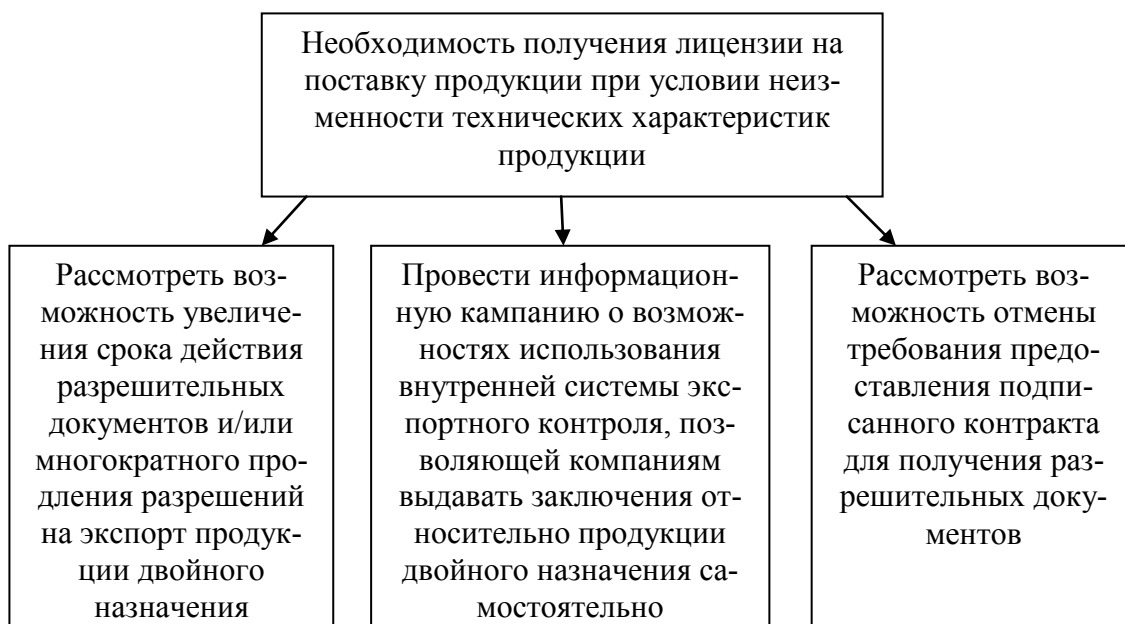 Необходимость получения лицензии на
поставку продукции при условии неиз-
менности технических характеристик
продукции
Рассмотреть воз-
можность увеличе-
ния срока действия
разрешительных
документов и/или
многократного про-
дления разрешений
на экспорт продук-
ции двойного
назначения
Провести информацион-
ную кампанию о возмож-
ностях использования
внутренней системы экс-
портного контроля, поз-
воляющей компаниям
выдавать заключения от-
носительно продукции
двойного назначения са-
мостоятельно
Рассмотреть воз-
можность отмены
требования предо-
ставления подпи-
санного контракта
для получения раз-
решительных доку-
ментов